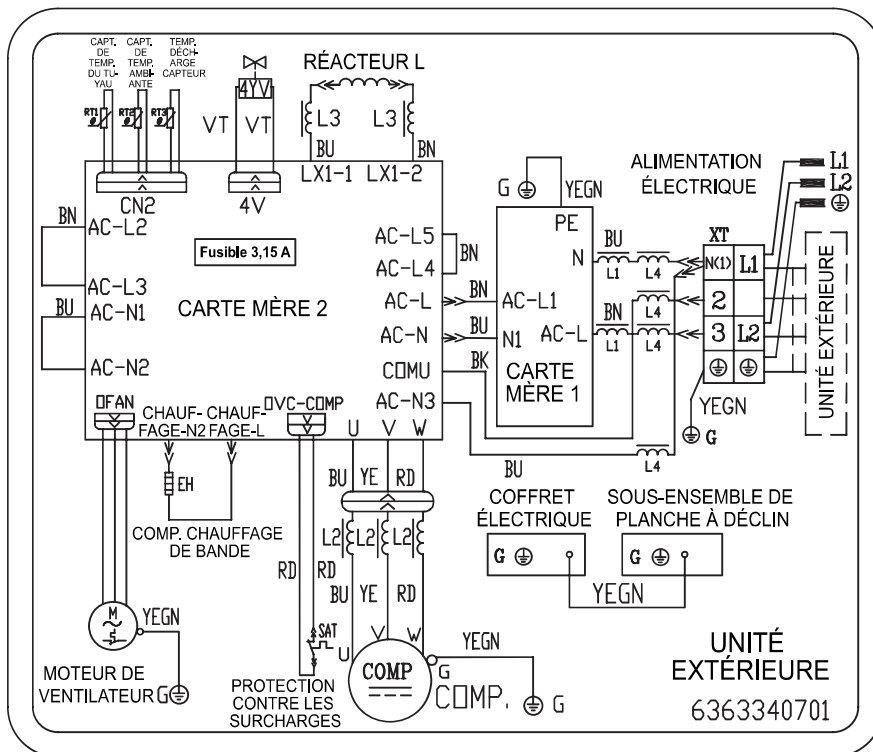 CAPT.
DE
TEMP.
DU TU-
YAU
CAPT.
DE
TEMP.
AMBI-
ANTE
TEMP.
DÉCH-
ARGE
CAPTEUR
RT1
RT2
RT3
4YV
VT
VT
RÉACTEUR L
L3
L3
BU
BN
LX1-1
LX1-2
CN2
4V
BN
AC-L2
AC-L3
BU
AC-N1
AC-N2
Fusible 3,15 A
CARTE MÈRE 2
AC-L5
AC-L4
BN
AC-L
BN
AC-N
BU
COMU
BK
AC-N3
BU
G
YEGN
PE
N
AC-L1
N1
AC-L
CARTE
MÈRE 1
BU
L1
L4
L4
BN
L1
L4
L4
ALIMENTATION
ÉLECTRIQUE
L1
L2
XT
N(1)
L1
2
3
L2
YEGN
G
UNITÉ EXTÉRIEURE
OFAN
CHAUF-
FAGE-N2
CHAUF-
FAGE-L
OVC-COMP
U
V
W
EH
COMP. CHAUFFAGE
DE BANDE
BU
YE
RD
L2
L2
L2
RD
RD
BU
YE
RD
SAT
U
V
W
M
YEGN
MOTEUR DE
VENTILATEUR
G
PROTECTION
CONTRE LES
SURCHARGES
COMP
G
YEGN
COMP.
G
COFFRET
ÉLECTRIQUE
G
SOUS-ENSEMBLE DE
PLANCHE À DÉCLIN
G
YEGN
UNITÉ
EXTÉRIEURE
6363340701